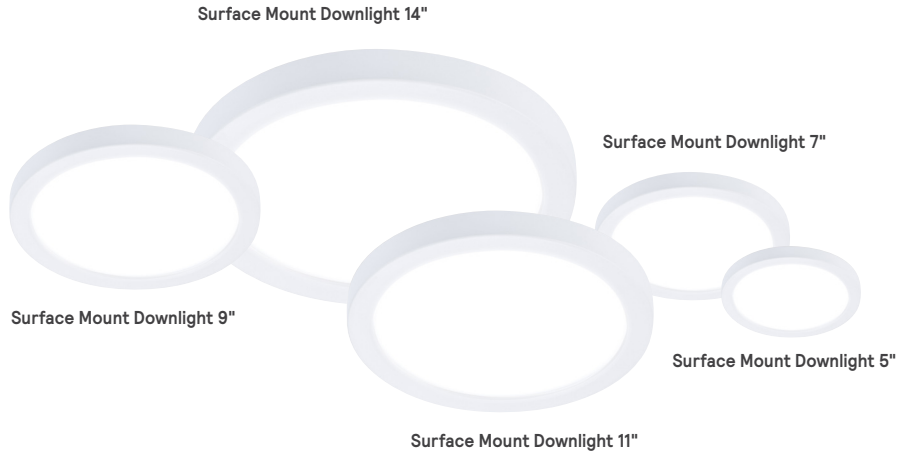 Surface Mount Downlight 14"
Surface Mount Downlight 7"
Surface Mount Downlight 9"
Surface Mount Downlight 5"
Surface Mount Downlight 11"